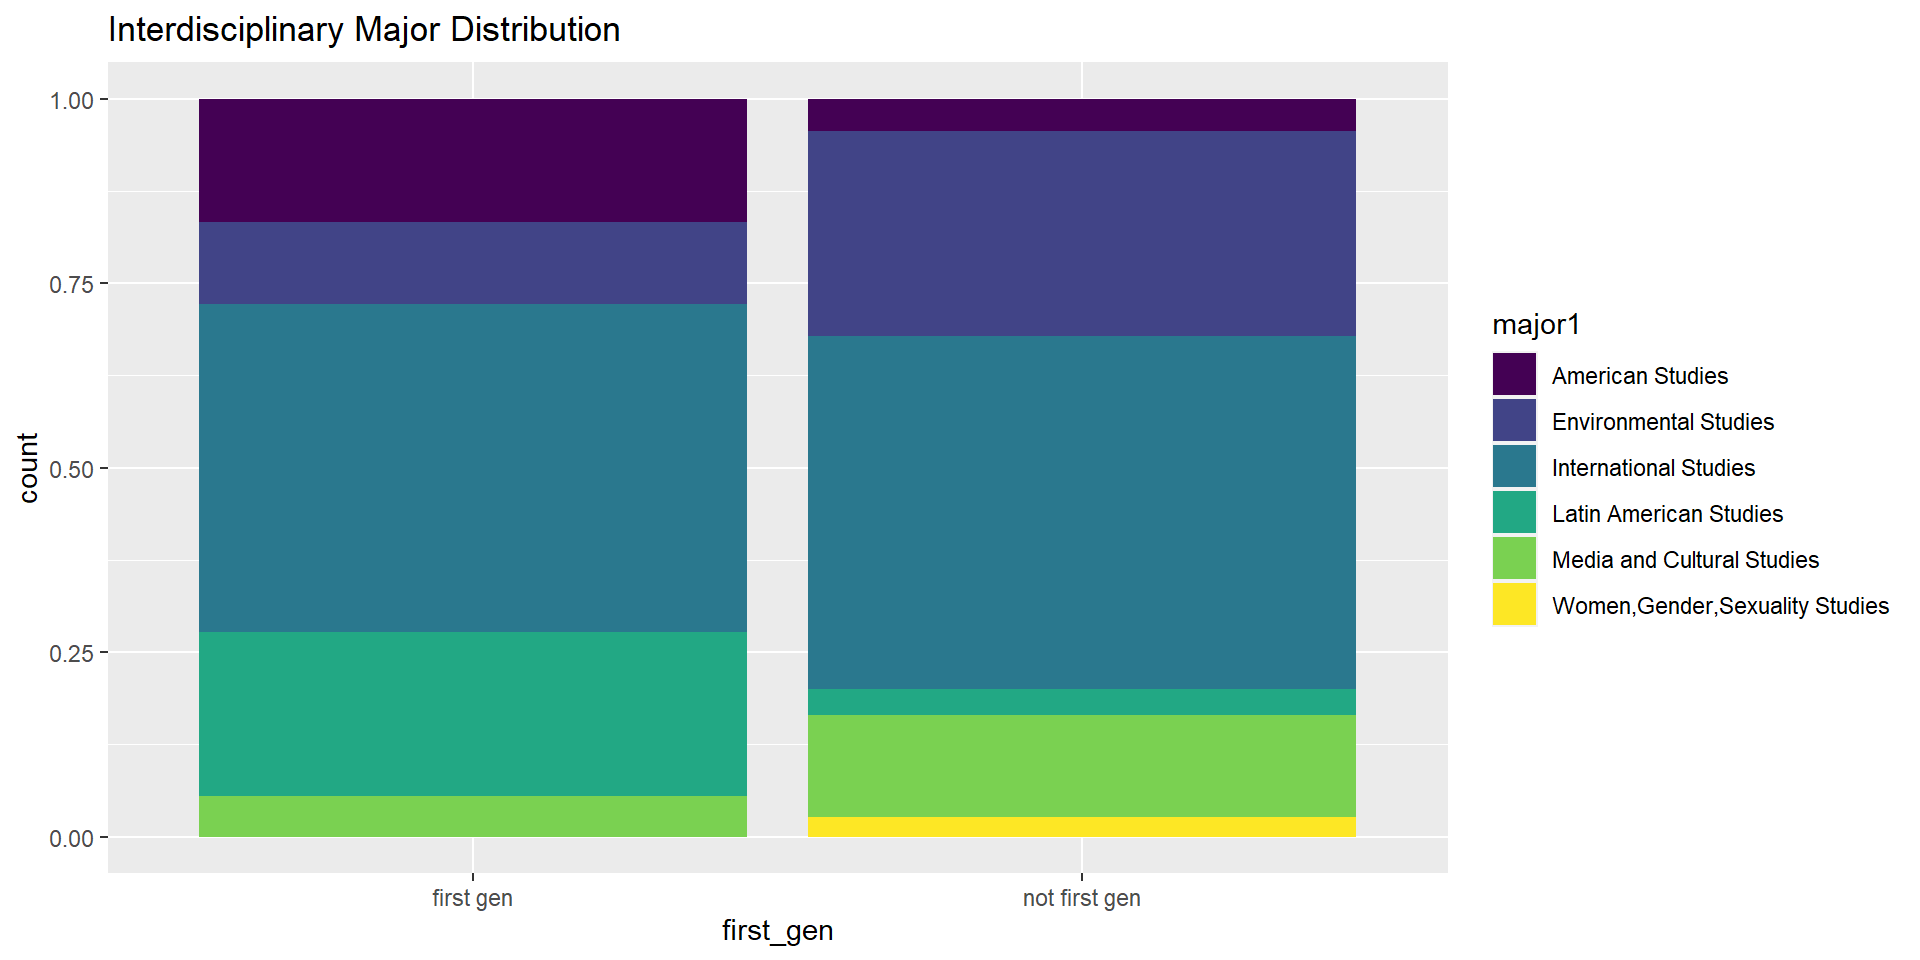 Interdisciplinary Major Distribution
1.00
0.75
0.50
0.25
0.00
count
first gen
not first gen
first_gen
major1
American Studies
Environmental Studies
International Studies
Latin American Studies
Media and Cultural Studies
Women,Gender,Sexuality Studies